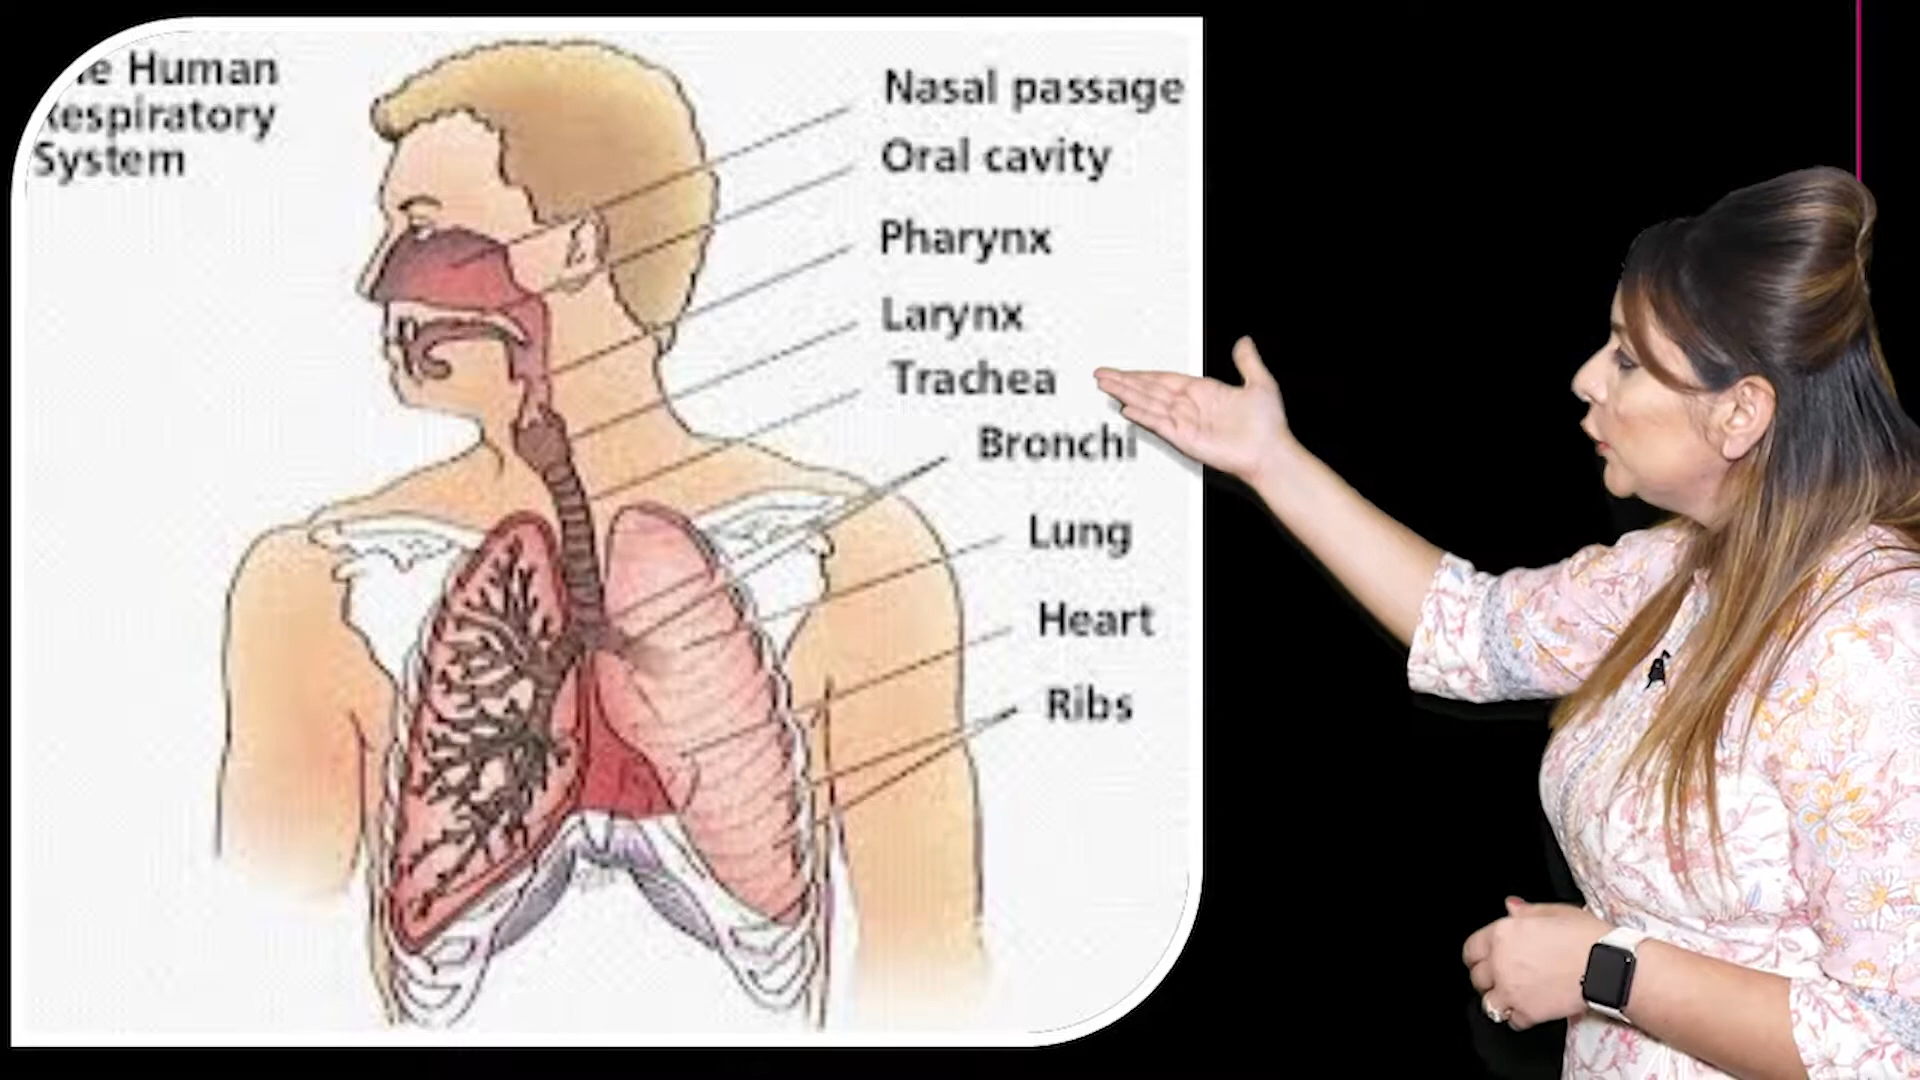 e Human
espiratory
System
Nasal passage
Oral cavity
Pharynx
Larynx
Trachea
Bronchi
Lung
Heart
Ribs